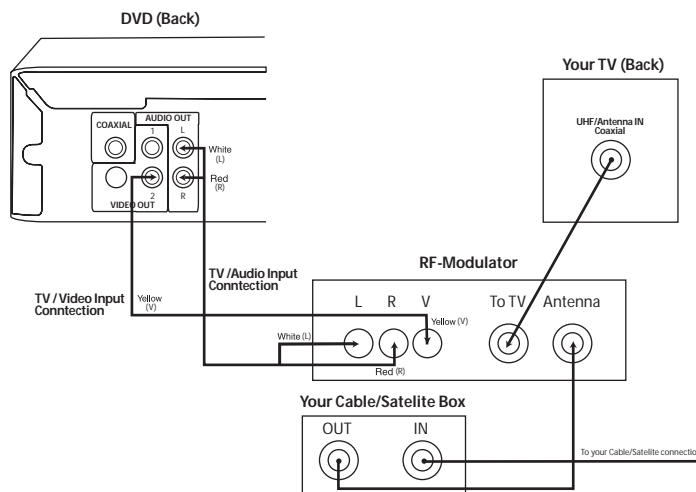 DVD (Back)
AUDIO OUT
COAXIAL
1
L
White
(L)
Red
(R)
2
R
VIDEO OUT
Your TV (Back)
UHF/Antenna IN
Coaxial
TV /Audio Input
Conntection
TV / Video Input
Conntection
Yellow
(V)
RF-Modulator
L R V To TV Antenna
Yellow (V)
White (L)
Red (R)
Your Cable/Satelite Box
OUT IN
To your Cable/Satelite connectio